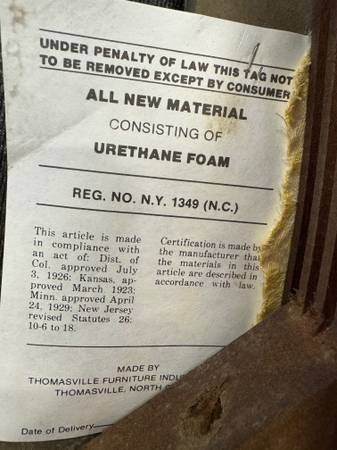 UNDER PENALTY OF LAW THIS TAG NOT
TO BE REMOVED EXCEPT BY CONSUMER
ALL NEW MATERIAL
CONSISTING OF
URETHANE FOAM
REG. NO. N.Y. 1349 (N.C.)
This article is made
in compliance with
an act of: Dist. of
Col. approved July
3, 1926; Kansas, ap-
proved March 1923;
Minn. approved April
24, 1929; New Jersey
revised Statutes 26:
10-6 to 18.
Certification is made by
the manufacturer that
the materials in this
article are described in
accordance with law.
MADE BY
THOMASVILLE FURNITURE
THOMASVILLE, NORTH
Date of Delivery